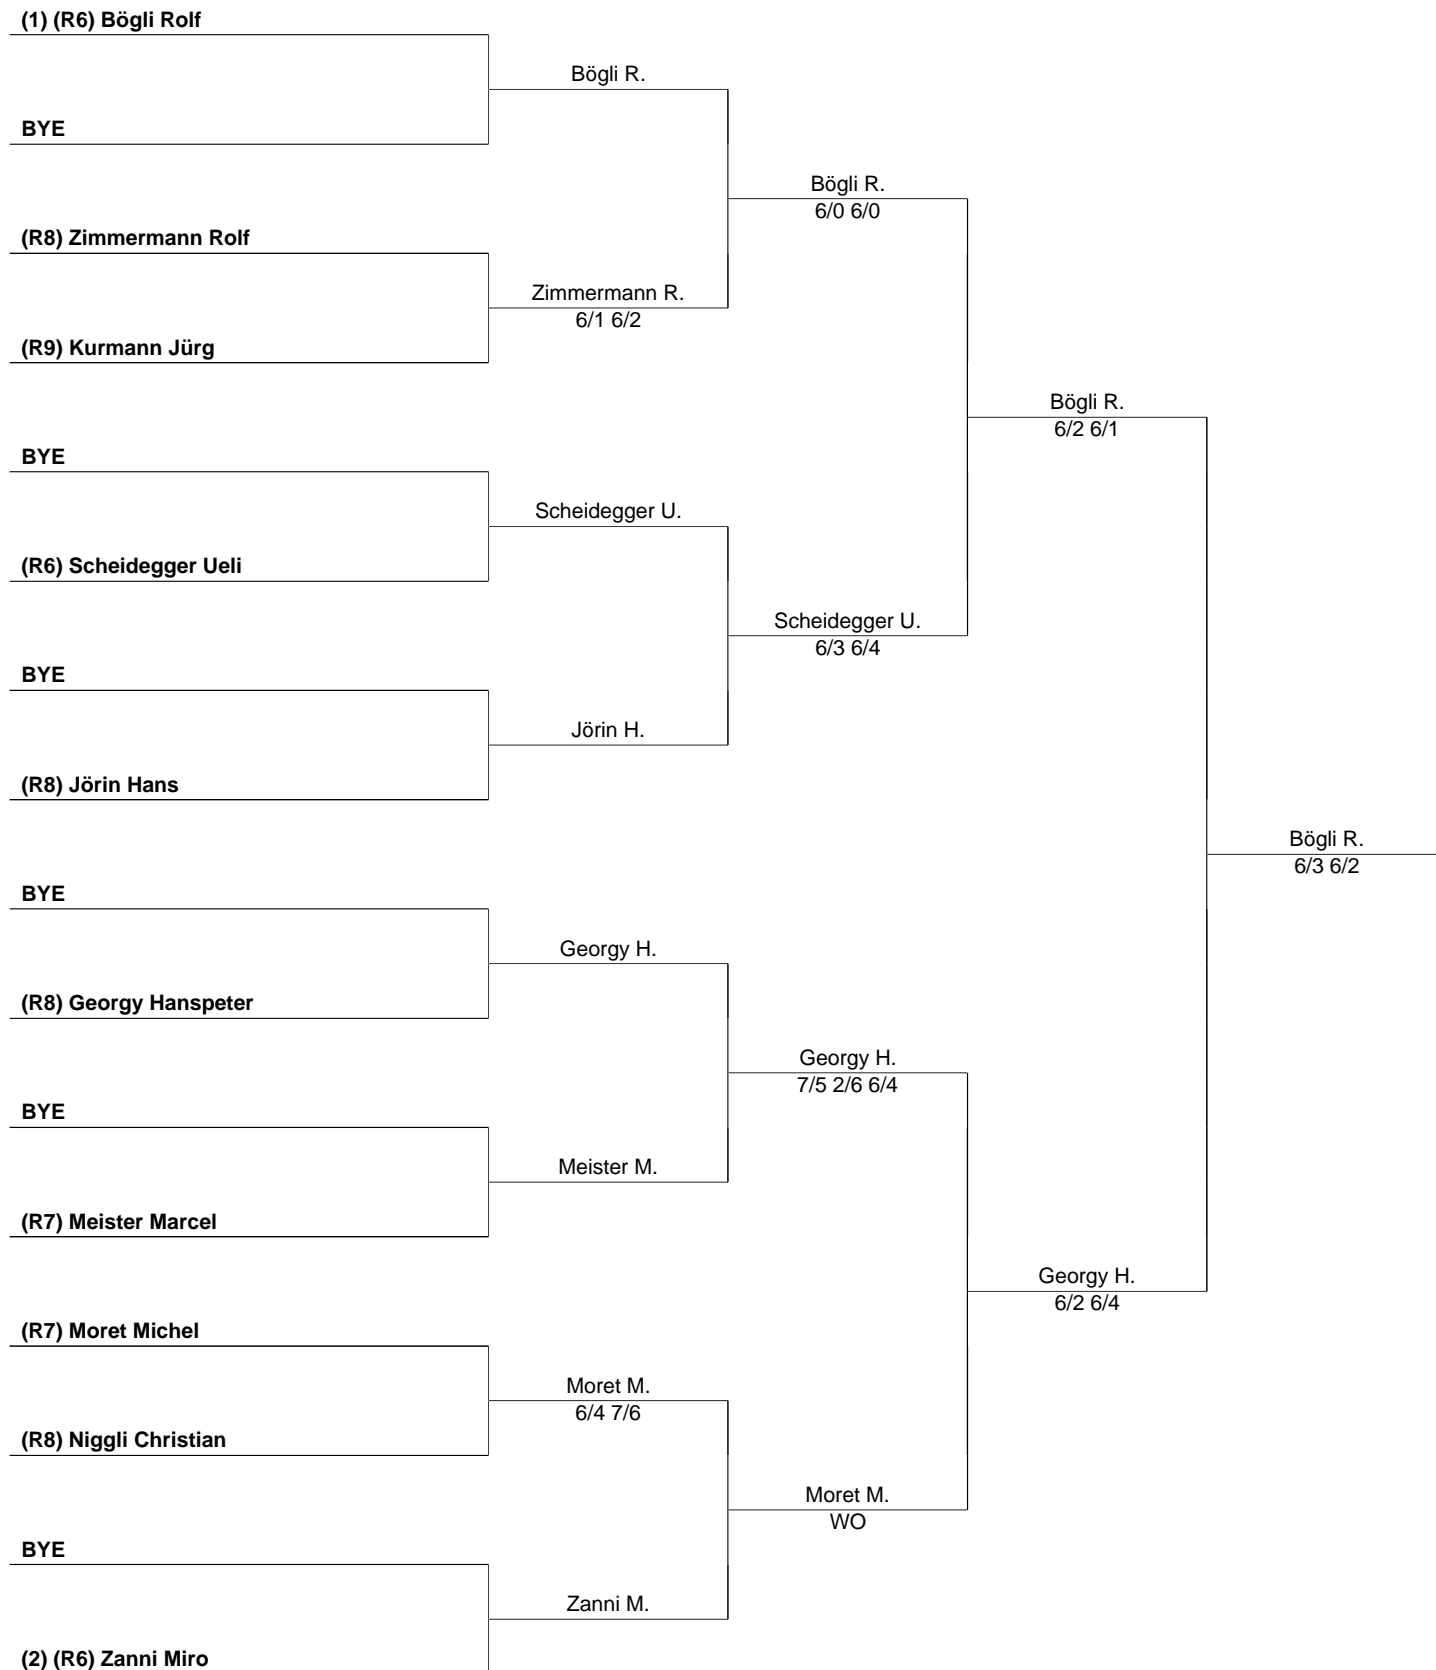 (1) (R6) Bögli Rolf
Bögli R.
BYE
Bögli R.
6/0 6/0
(R8) Zimmermann Rolf
Zimmermann R.
6/1 6/2
(R9) Kurmann Jürg
Bögli R.
6/2 6/1
BYE
Scheidegger U.
(R6) Scheidegger Ueli
Scheidegger U.
6/3 6/4
BYE
Jörin H.
(R8) Jörin Hans
Bögli R.
6/3 6/2
BYE
Georgy H.
(R8) Georgy Hanspeter
Georgy H.
7/5 2/6 6/4
BYE
Meister M.
(R7) Meister Marcel
Georgy H.
6/2 6/4
(R7) Moret Michel
Moret M.
6/4 7/6
(R8) Niggli Christian
Moret M.
WO
BYE
Zanni M.
(2) (R6) Zanni Miro